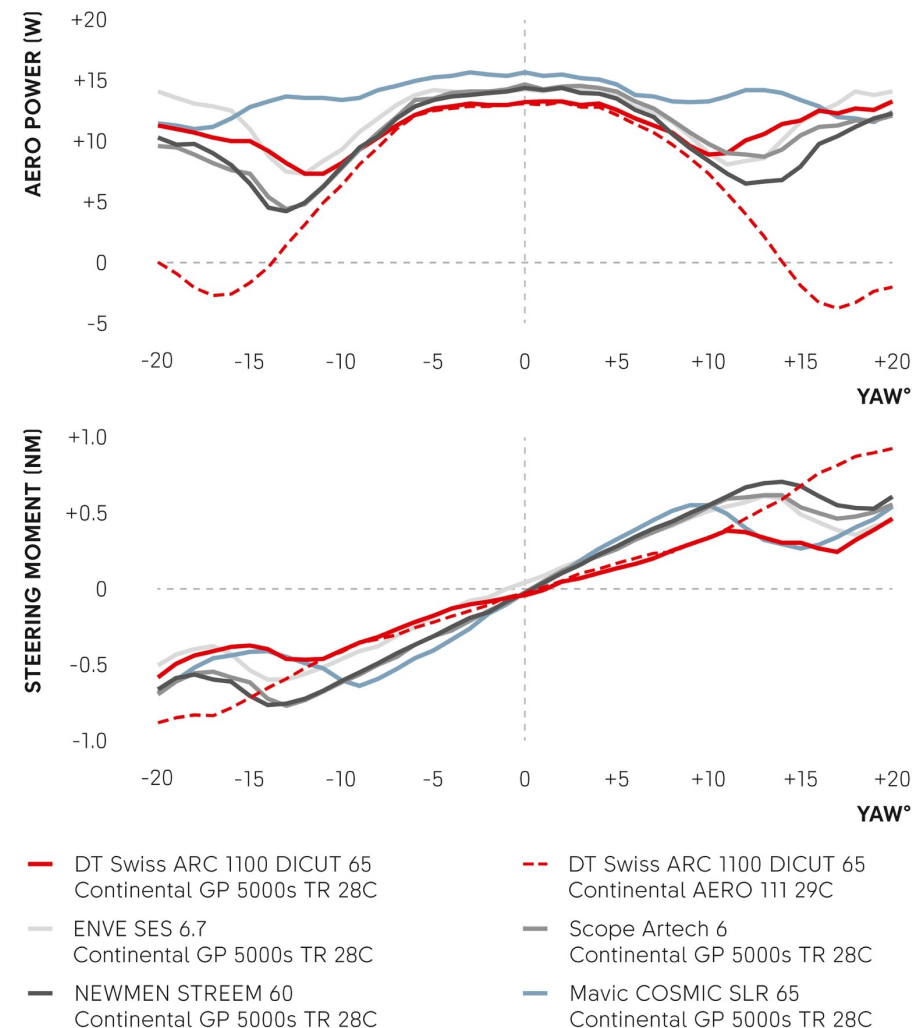 AERO POWER (W)
+20
+15
+10
+5
0
-5
-20 -15 -10 -5 0 +5 +10 +15 +20
YAW°
STEERING MOMENT (NM)
+1.0
+0.5
0
-0.5
-1.0
-20 -15 -10 -5 0 +5 +10 +15 +20
YAW°
DT Swiss ARC 1100 DICUT 65
Continental GP 5000s TR 28C
DT Swiss ARC 1100 DICUT 65
Continental AERO 111 29C
ENVE SES 6.7
Continental GP 5000s TR 28C
Scope Artech 6
Continental GP 5000s TR 28C
NEWMEN STREEM 60
Continental GP 5000s TR 28C
Mavic COSMIC SLR 65
Continental GP 5000s TR 28C